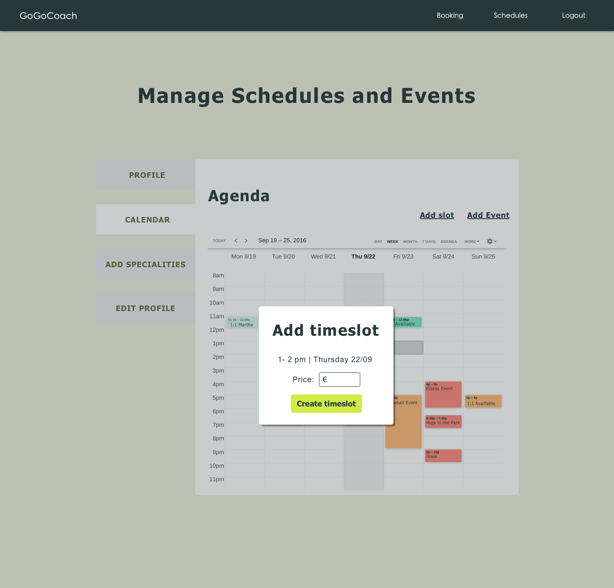 GoGoCoach Booking Schedules Logout
Manage Schedules and Events
PROFILE
CALENDAR
ADD SPECIALITIES
EDIT PROFILE
Agenda
Add slot Add Event
TODAY Sep 19 – 25, 2016 DAY WEEK MONTH 7 DAYS AGENDA MORE
Mon 9/19 Tue 9/20 Wed 9/21 Thu 9/22 Fri 9/23 Sat 9/24 Sun 9/25
8am
9am
10am
11am
12pm
1pm
2pm
3pm
4pm
5pm
6pm
7pm
8pm
9pm
10pm
11pm
1:1 Martha
Available
Pilates Event
1:1 Available
Yoga in the Park
Add timeslot
1- 2 pm | Thursday 22/09
Price: €
Create timeslot